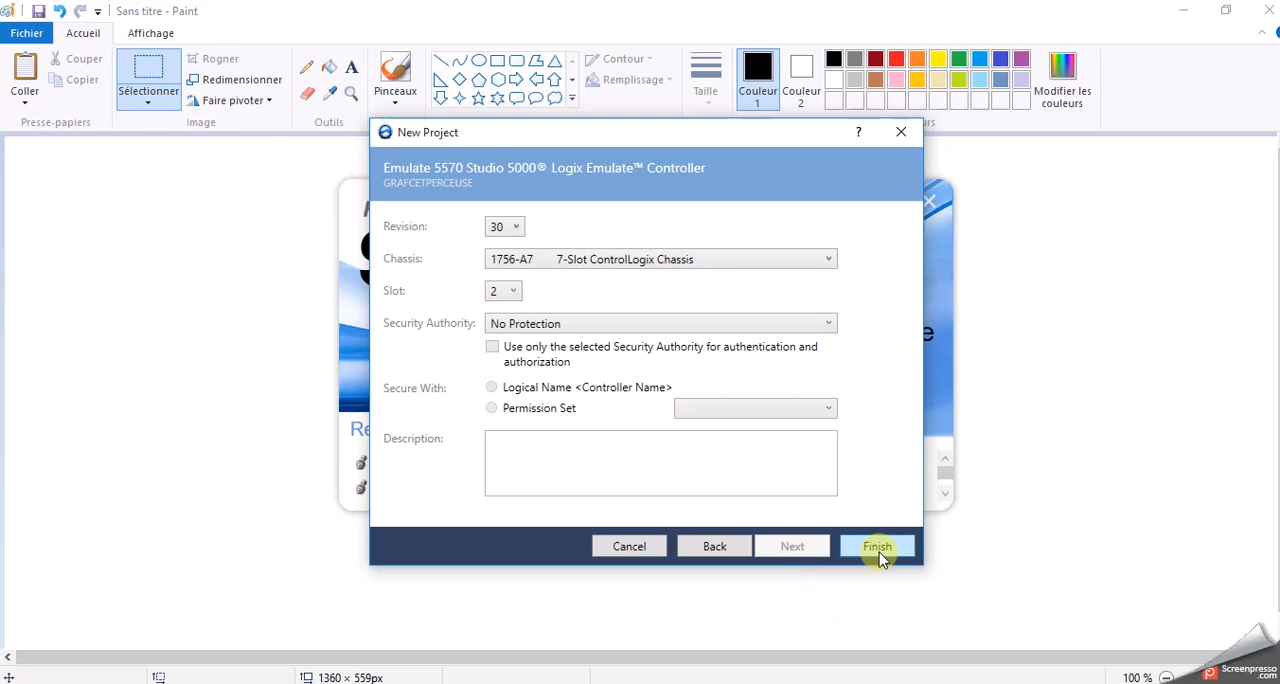 Sans titre - Paint
Fichier Accueil Affichage
Coller
Couper
Copier
Presse-papiers
Sélectionner
Rogner
Redimensionner
Faire pivoter
Image
A
Outils
Pinceaux
Contour
Remplissage
Taille
Couleur 1
Couleur 2
Modifier les couleurs
New Project
?
Emulate 5570 Studio 5000® Logix Emulate™ Controller
GRAFCETPERCEUSE
Revision: 30
Chassis: 1756-A7 7-Slot ControlLogix Chassis
Slot: 2
Security Authority: No Protection
Use only the selected Security Authority for authentication and
authorization
Secure With: Logical Name <Controller Name>
Permission Set
Description:
Cancel Back Next Finish
1360 × 559px
100 %
Screenpresso
.com